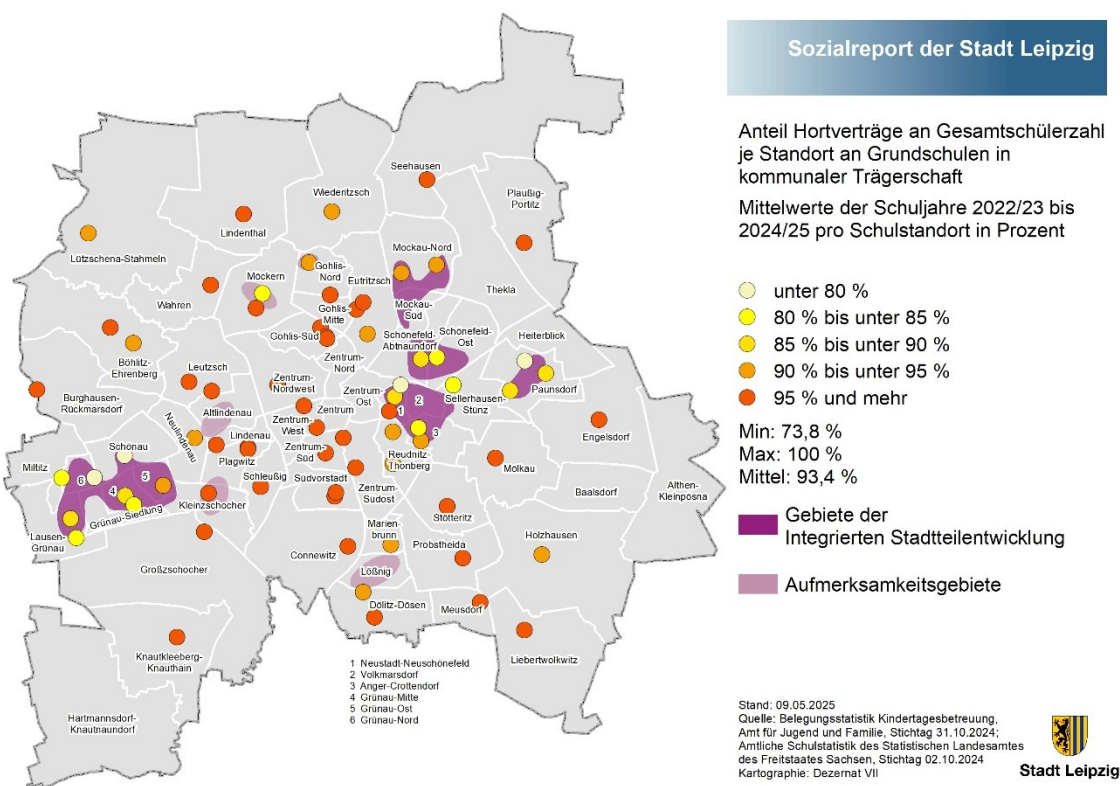 Sozialreport der Stadt Leipzig
Anteil Hortverträge an Gesamtschülerzahl
je Standort an Grundschulen in
kommunaler Trägerschaft
Mittelwerte der Schuljahre 2022/23 bis
2024/25 pro Schulstandort in Prozent
unter 80 %
80 % bis unter 85 %
85 % bis unter 90 %
90 % bis unter 95 %
95 % und mehr
Min: 73,8 %
Max: 100 %
Mittel: 93,4 %
Gebiete der
Integrierten Stadtteilentwicklung
Aufmerksamkeitsgebiete
Seehausen
Wiederitzsch
Plaußig-
Portitz
Lindenthal
Lützschena-Stahmeln
Mockau-Nord
Gohlis-
Nord
Möckern
Eutritzsch
Thekla
Wahren
Mockau-
Süd
Gohlis-
Mitte
Gohlis-Süd
Schönefeld-
Abtnaundorf
Schönefeld-
Ost
Heiterblick
Böhlitz-
Ehrenberg
Zentrum-
Nord
Leutzsch
Zentrum-
Nordwest
Zentrum-
Ost
Sellerhausen-
Stünz
Paunsdorf
Burghausen-
Rückmarsdorf
Altlindenau
Neulindenau
Zentrum
Zentrum-
West
Lindenau
1
2
3
Engelsdorf
Schönau
Plagwitz
Zentrum-
Süd
Reudnitz-
Thonberg
Mölkau
Miltitz
6
5
4
Schleußig
Südvorstadt
Zentrum-
Südost
Baalsdorf
Althen-
Kleinpösna
Grünau-Siedlung
Kleinzschocher
Stötteritz
Lausen-
Grünau
Marien-
brunn
Probstheida
Holzhausen
Connewitz
Großzschocher
Lößnig
Dölitz-Dösen
Meusdorf
Knautkleeberg-
Knauthain
Liebertwolkwitz
Hartmannsdorf-
Knautnaundorf
1 Neustadt-Neuschönefeld
2 Volkmarsdorf
3 Anger-Crottendorf
4 Grünau-Mitte
5 Grünau-Ost
6 Grünau-Nord
Stand: 09.05.2025
Quelle: Belegungsstatistik Kindertagesbetreuung,
Amt für Jugend und Familie, Stichtag 31.10.2024;
Amtliche Schulstatistik des Statistischen Landesamtes
des Freistaates Sachsen, Stichtag 02.10.2024
Kartographie: Dezernat VII
Stadt Leipzig